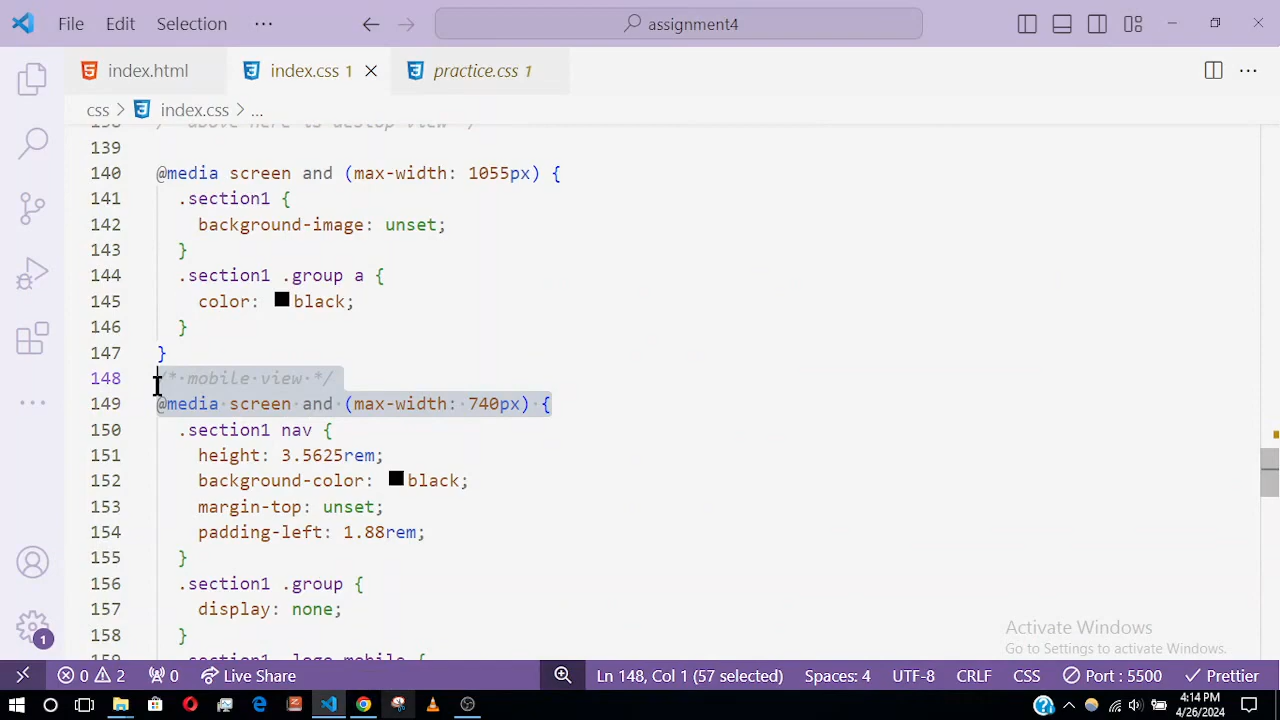 File Edit Selection ··· assignment4
index.html index.css 1 practice.css 1
css > index.css > ...
139
140 @media screen and (max-width: 1055px) {
141 .section1 {
142 background-image: unset;
143 }
144 .section1 .group a {
145 color: black;
146 }
147 }
148 /* mobile view */
149 @media screen and (max-width: 740px) {
150 .section1 nav {
151 height: 3.5625rem;
152 background-color: black;
153 margin-top: unset;
154 padding-left: 1.88rem;
155 }
156 .section1 .group {
157 display: none;
158 }
Activate Windows
Go to Settings to activate Windows.
1
0 2 0 Live Share Ln 148, Col 1 (57 selected) Spaces: 4 UTF-8 CRLF CSS Port : 5500 Prettier
4:14 PM
4/26/2024